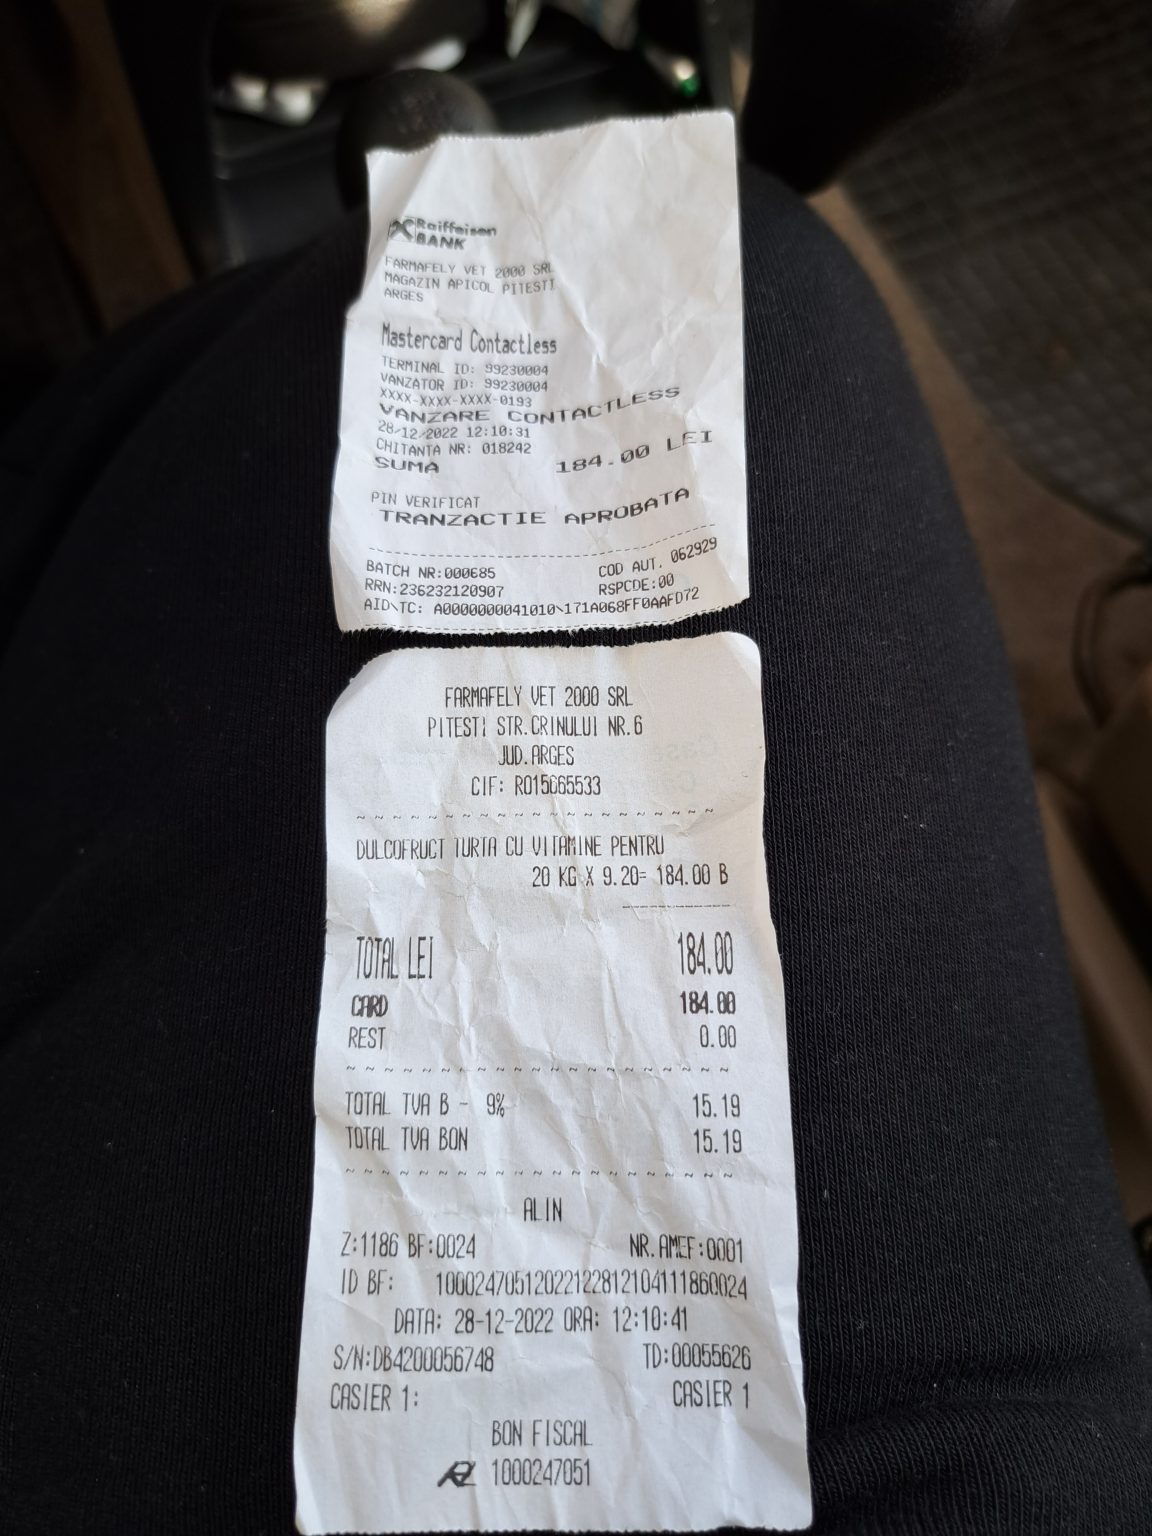 Raiffeisen
BANK
FARMAFELY VET 2000 SRL
MAGAZIN APICOL PITESTI
ARGES
Mastercard Contactless
TERMINAL ID: 99230004
VANZATOR ID: 99230004
XXXX-XXXX-XXXX-0193
VANZARE CONTACTLESS
28/12/2022 12:10:31
CHITANTA NR: 018242
SUMA 184.00 LEI
PIN VERIFICAT
TRANZACTIE APROBATA
BATCH NR:000685 COD AUT. 062929
RRN:236232120907 RSPCDE:00
AID\TC: A0000000041010\171A068FF0AAFD72
FARMAFELY VET 2000 SRL
PITESTI STR.CRINULUI NR.6
JUD.ARGES
CIF: RO15665533
DULCOFRUCT TURTA CU VITAMINE PENTRU
20 KG X 9.20= 184.00 B
TOTAL LEI 184.00
CARD 184.00
REST 0.00
TOTAL TVA B - 9% 15.19
TOTAL TVA BON 15.19
ALIN
Z:1186 BF:0024 NR.AMEF:0001
ID BF: 1000247051202212281210411186​0024
DATA: 28-12-2022 ORA: 12:10:41
S/N:DB4200056748 TD:00055626
CASIER 1: CASIER 1
BON FISCAL
1000247051